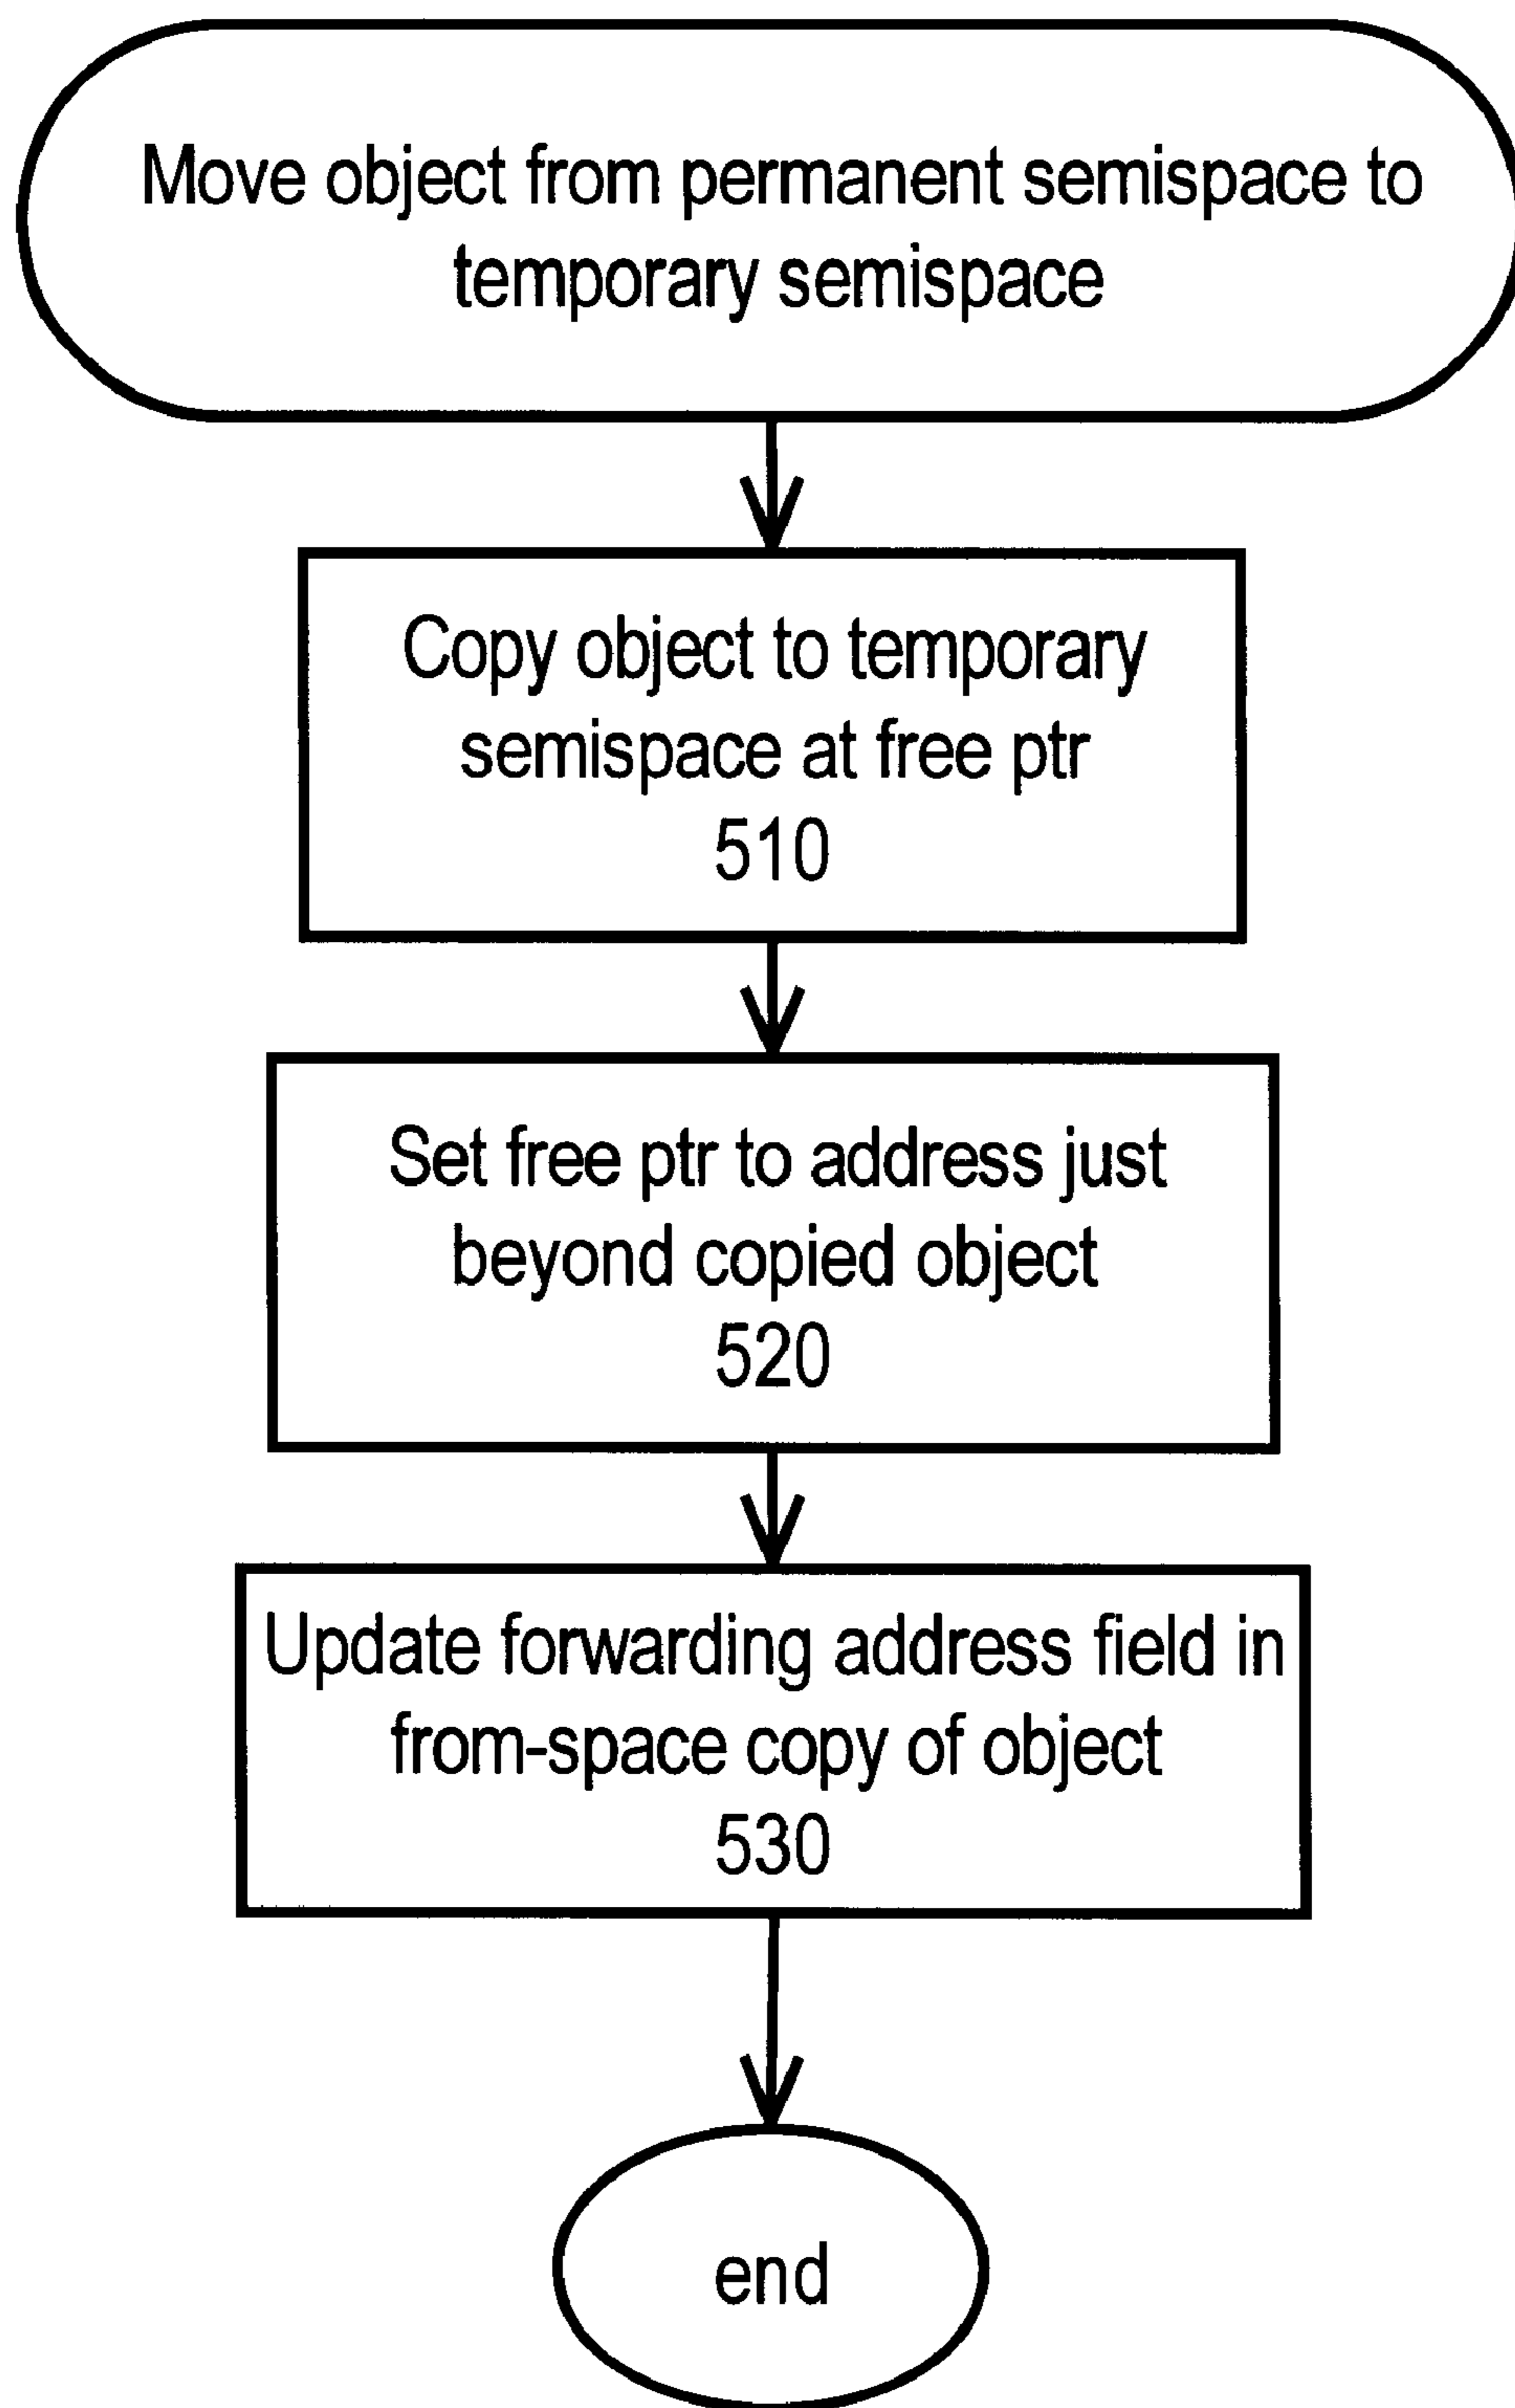 Move object from permanent semispace to
temporary semispace
Copy object to temporary
semispace at free ptr
510
Set free ptr to address just
beyond copied object
520
Update forwarding address field in
from-space copy of object
530
end